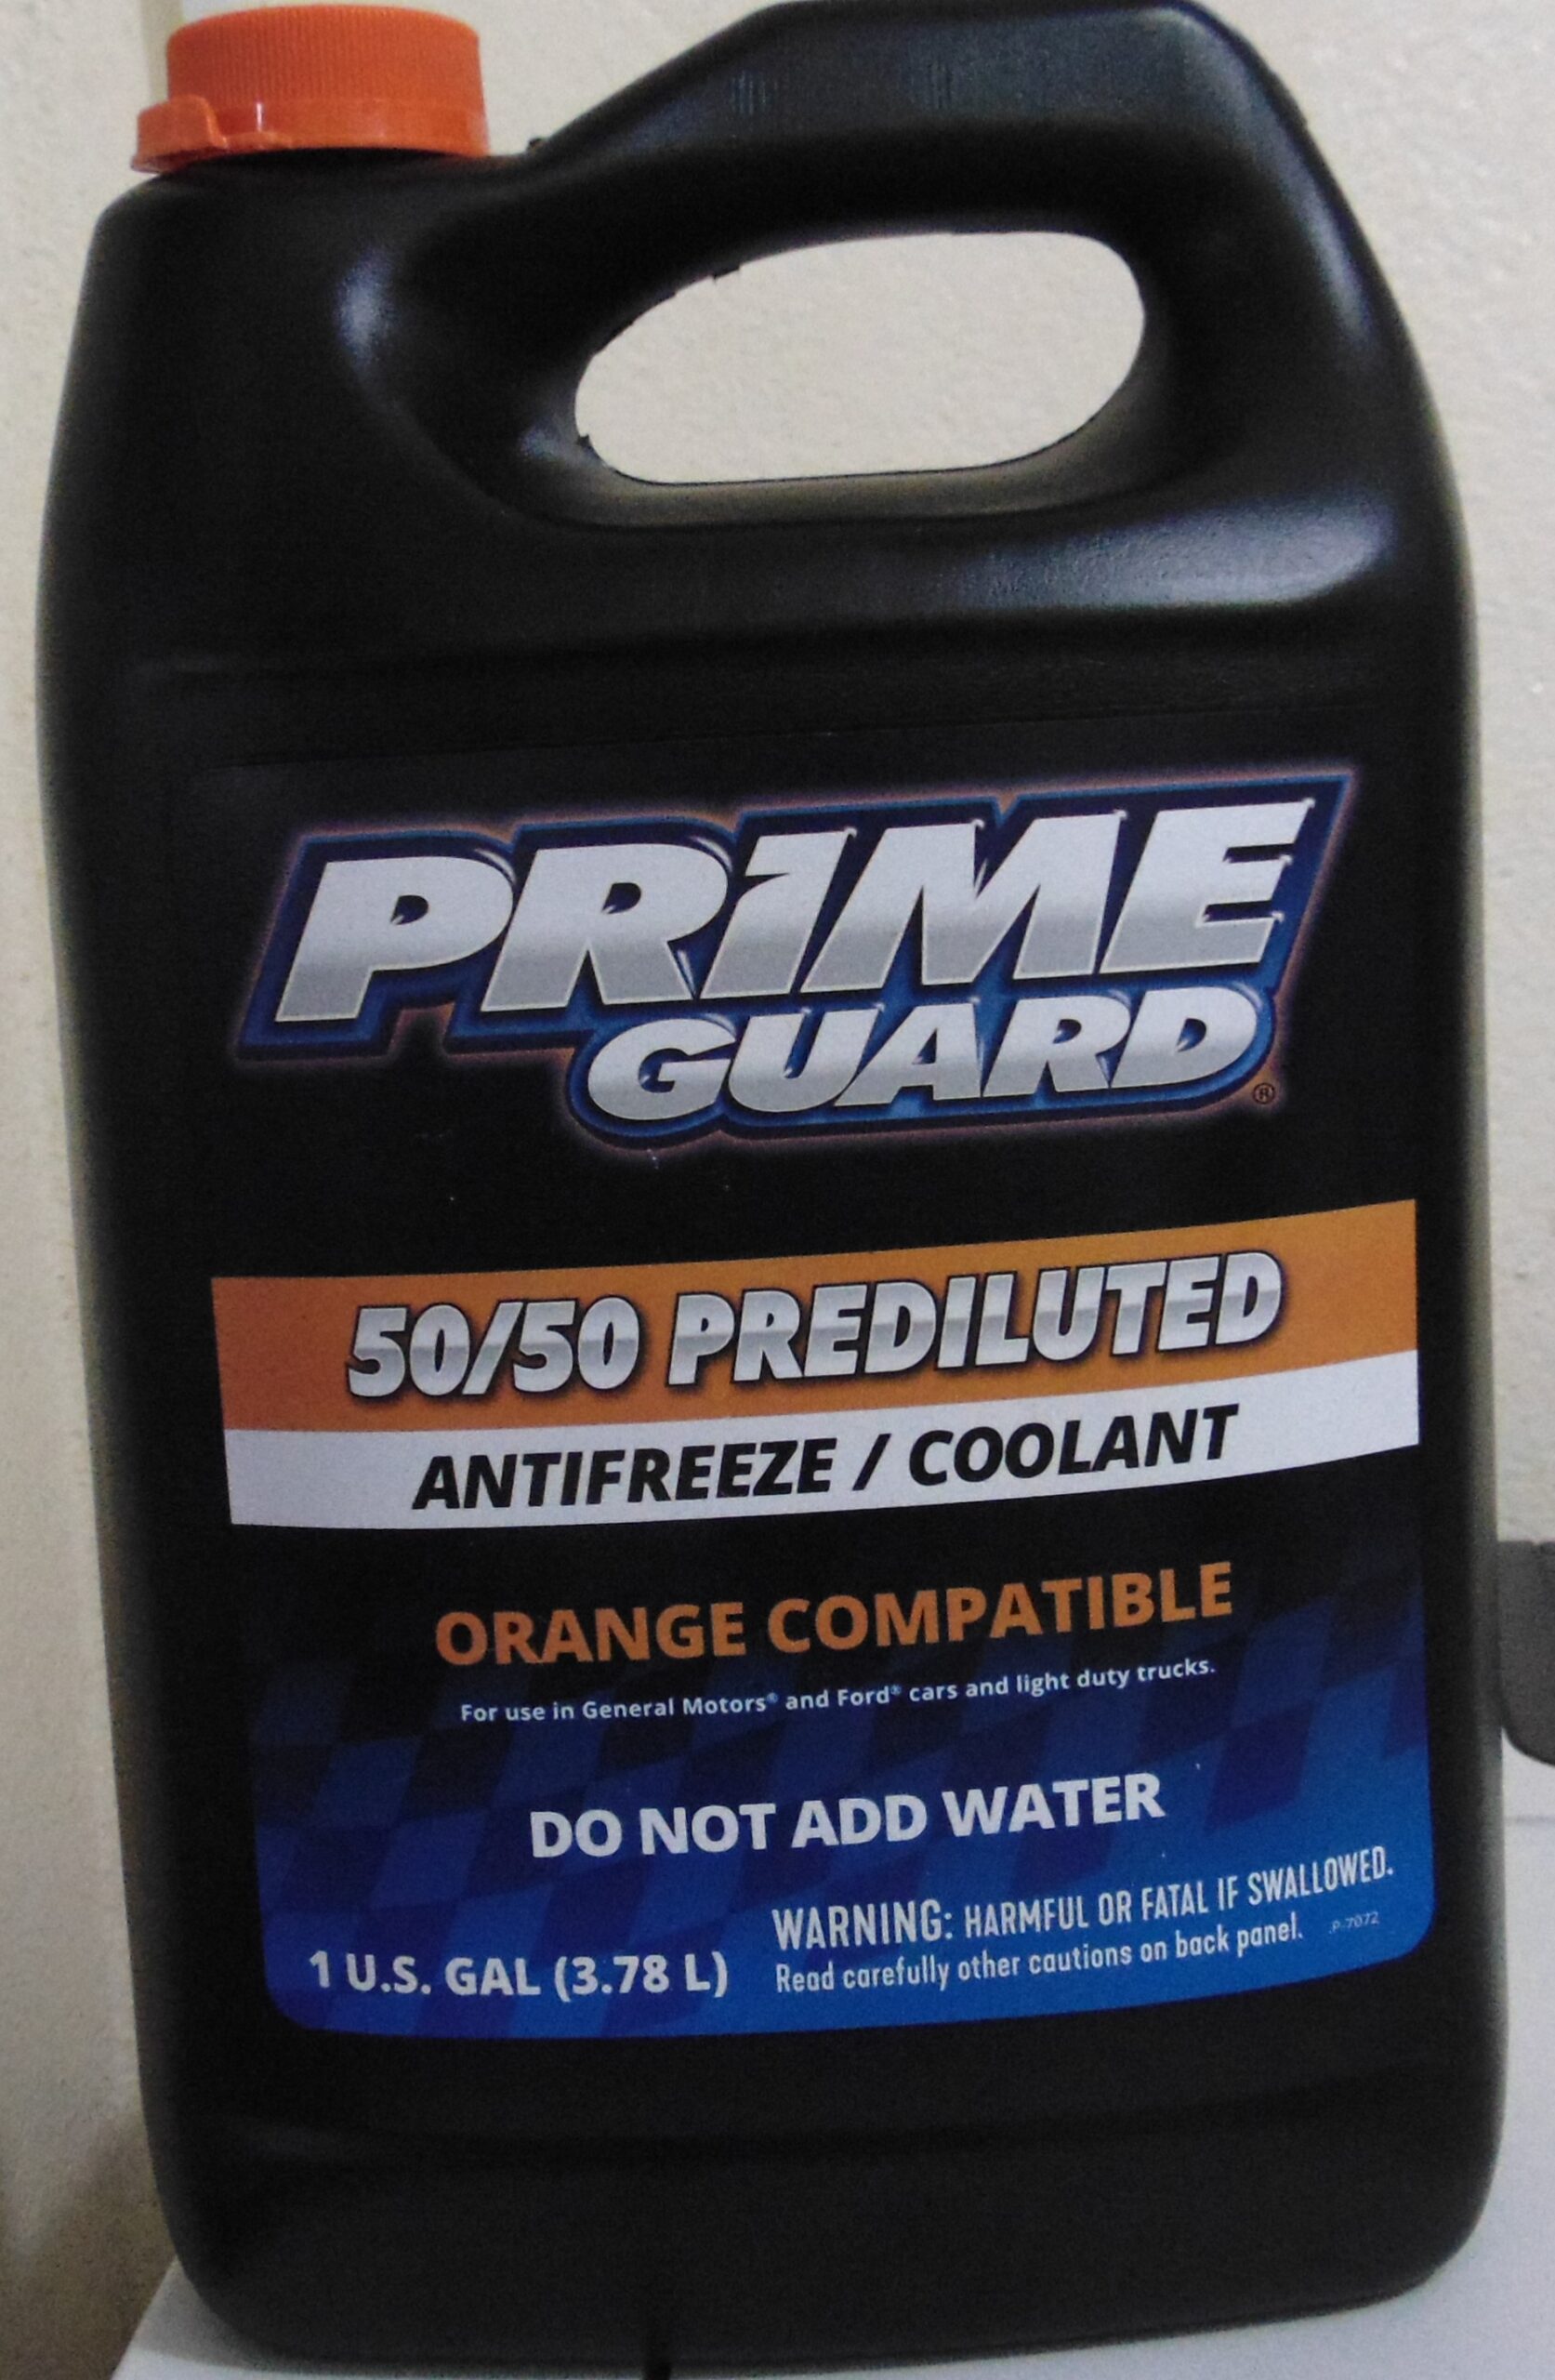 PRIME
GUARD®
50/50 PREDILUTED
ANTIFREEZE / COOLANT
ORANGE COMPATIBLE
For use in General Motors® and Ford® cars and light duty trucks.
DO NOT ADD WATER
1 U.S. GAL (3.78 L)
WARNING: HARMFUL OR FATAL IF SWALLOWED.
Read carefully other cautions on back panel.
P-7072